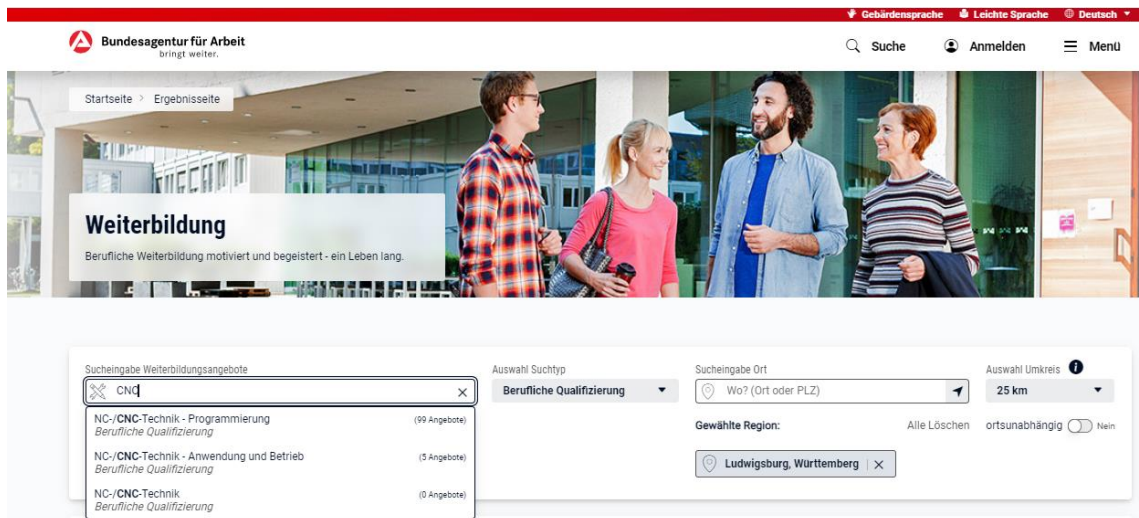 Gebärdensprache Leichte Sprache Deutsch
Bundesagentur für Arbeit
bringt weiter.
Suche Anmelden Menü
Startseite > Ergebnisseite
Weiterbildung
Berufliche Weiterbildung motiviert und begeistert - ein Leben lang.
Sucheingabe Weiterbildungsangebote
CNC
NC-/CNC-Technik - Programmierung (99 Angebote)
Berufliche Qualifizierung
NC-/CNC-Technik - Anwendung und Betrieb (5 Angebote)
Berufliche Qualifizierung
NC-/CNC-Technik (0 Angebote)
Berufliche Qualifizierung
Auswahl Suchtyp
Berufliche Qualifizierung
Sucheingabe Ort
Wo? (Ort oder PLZ)
Gewählte Region: Alle Löschen
Ludwigsburg, Württemberg
Auswahl Umkreis
25 km
ortsunabhängig Nein